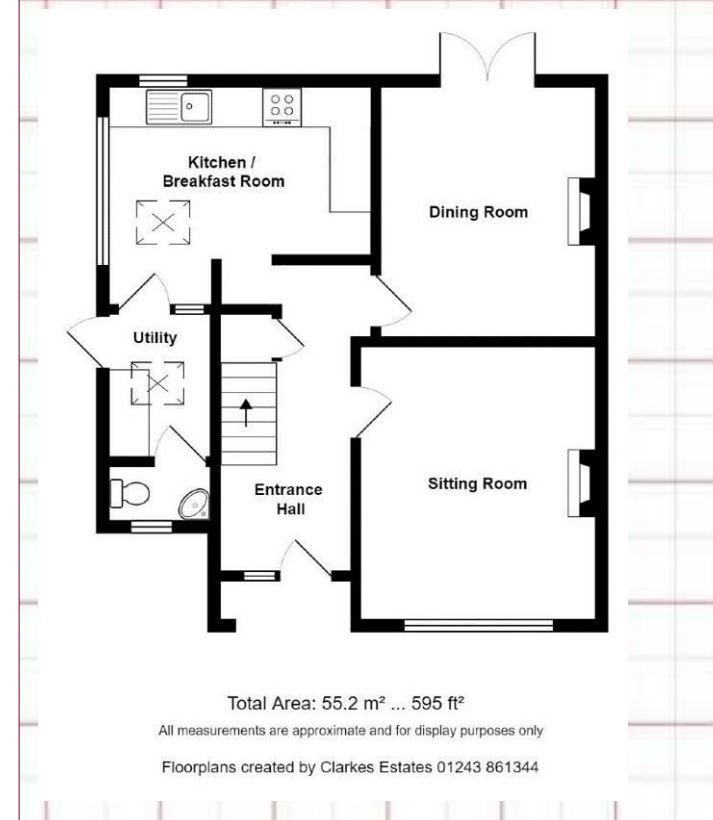 Kitchen /
Breakfast Room
Dining Room
Utility
Sitting Room
Entrance
Hall
Total Area: 55.2 m² ... 595 ft²
All measurements are approximate and for display purposes only
Floorplans created by Clarkes Estates 01243 861344